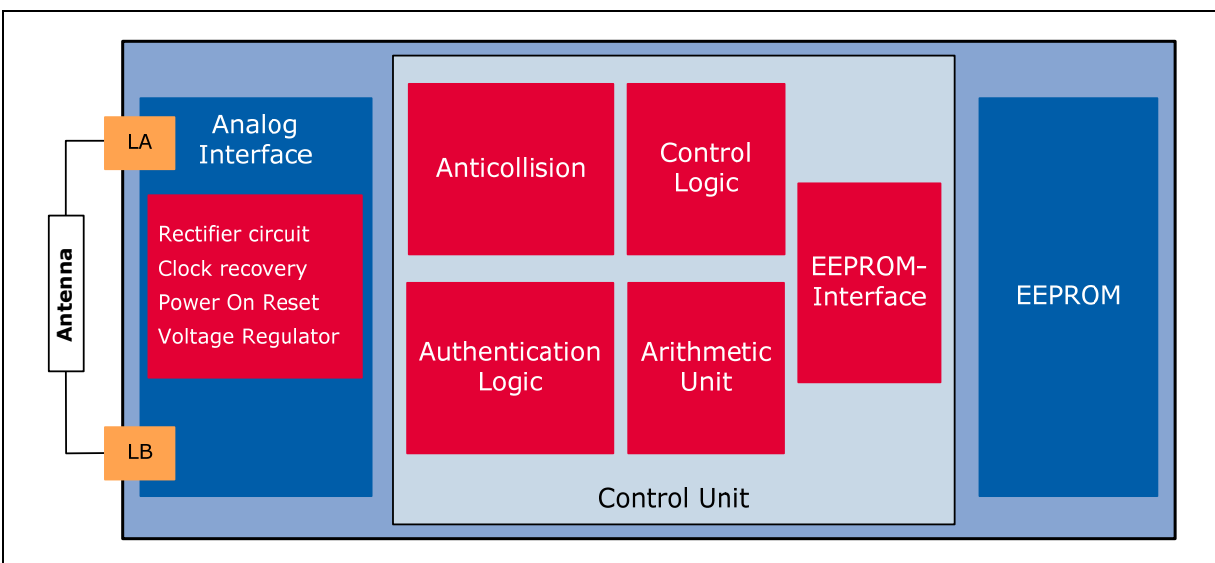 Antenna
LA
LB
Analog
Interface
Rectifier circuit
Clock recovery
Power On Reset
Voltage Regulator
Anticollision
Control
Logic
Authentication
Logic
Arithmetic
Unit
EEPROM-
Interface
Control Unit
EEPROM